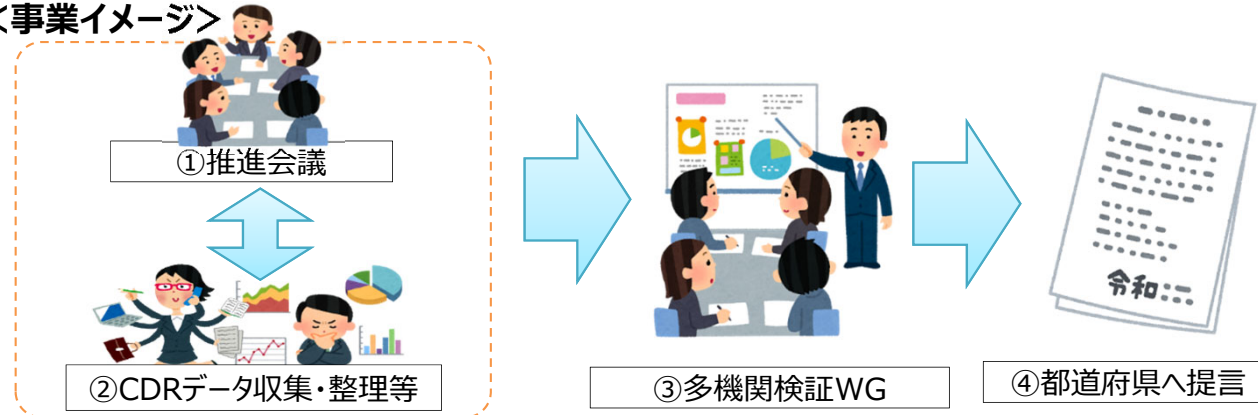 <事業イメージ>
①推進会議
②CDRデータ収集・整理等
③多機関検証WG
令和
④都道府県へ提言